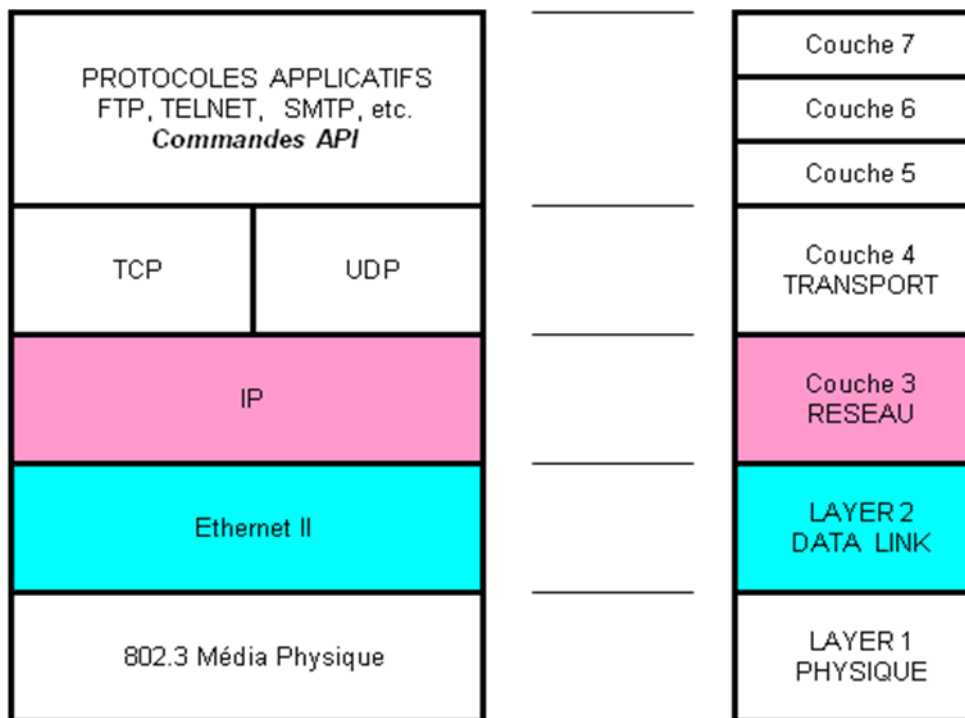 PROTOCOLES APPLICATIFS
FTP, TELNET, SMTP, etc.
Commandes API
TCP
UDP
IP
Ethernet II
802.3 Média Physique
Couche 7
Couche 6
Couche 5
Couche 4
TRANSPORT
Couche 3
RESEAU
LAYER 2
DATA LINK
LAYER 1
PHYSIQUE